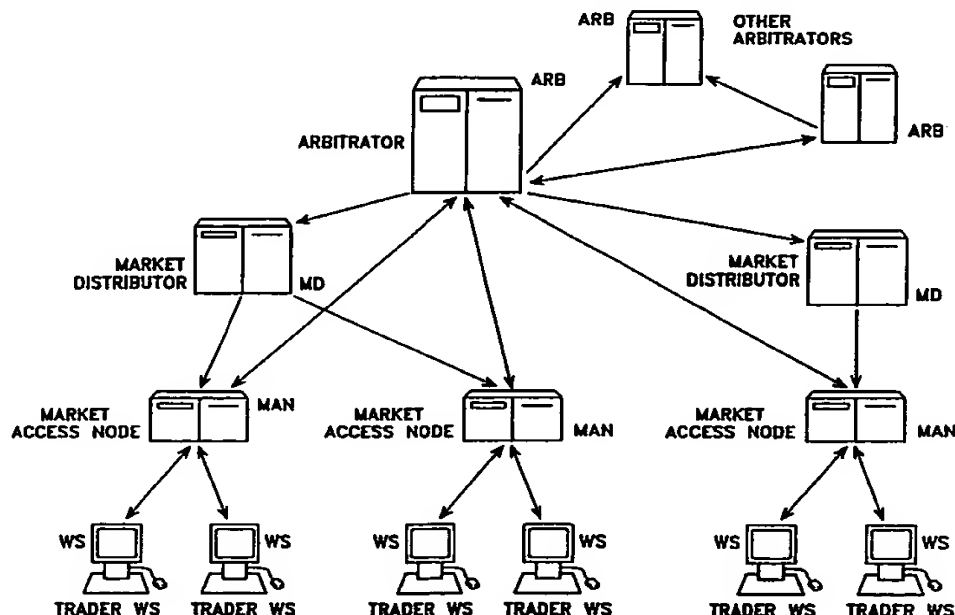 ARB
OTHER
ARBITRATORS
ARB
ARBITRATOR
ARB
MARKET
DISTRIBUTOR
MD
MARKET
DISTRIBUTOR
MD
MARKET
ACCESS NODE
MAN
MARKET
ACCESS NODE
MAN
MARKET
ACCESS NODE
MAN
WS
WS
WS
WS
WS
WS
TRADER WS
TRADER WS
TRADER WS
TRADER WS
TRADER WS
TRADER WS